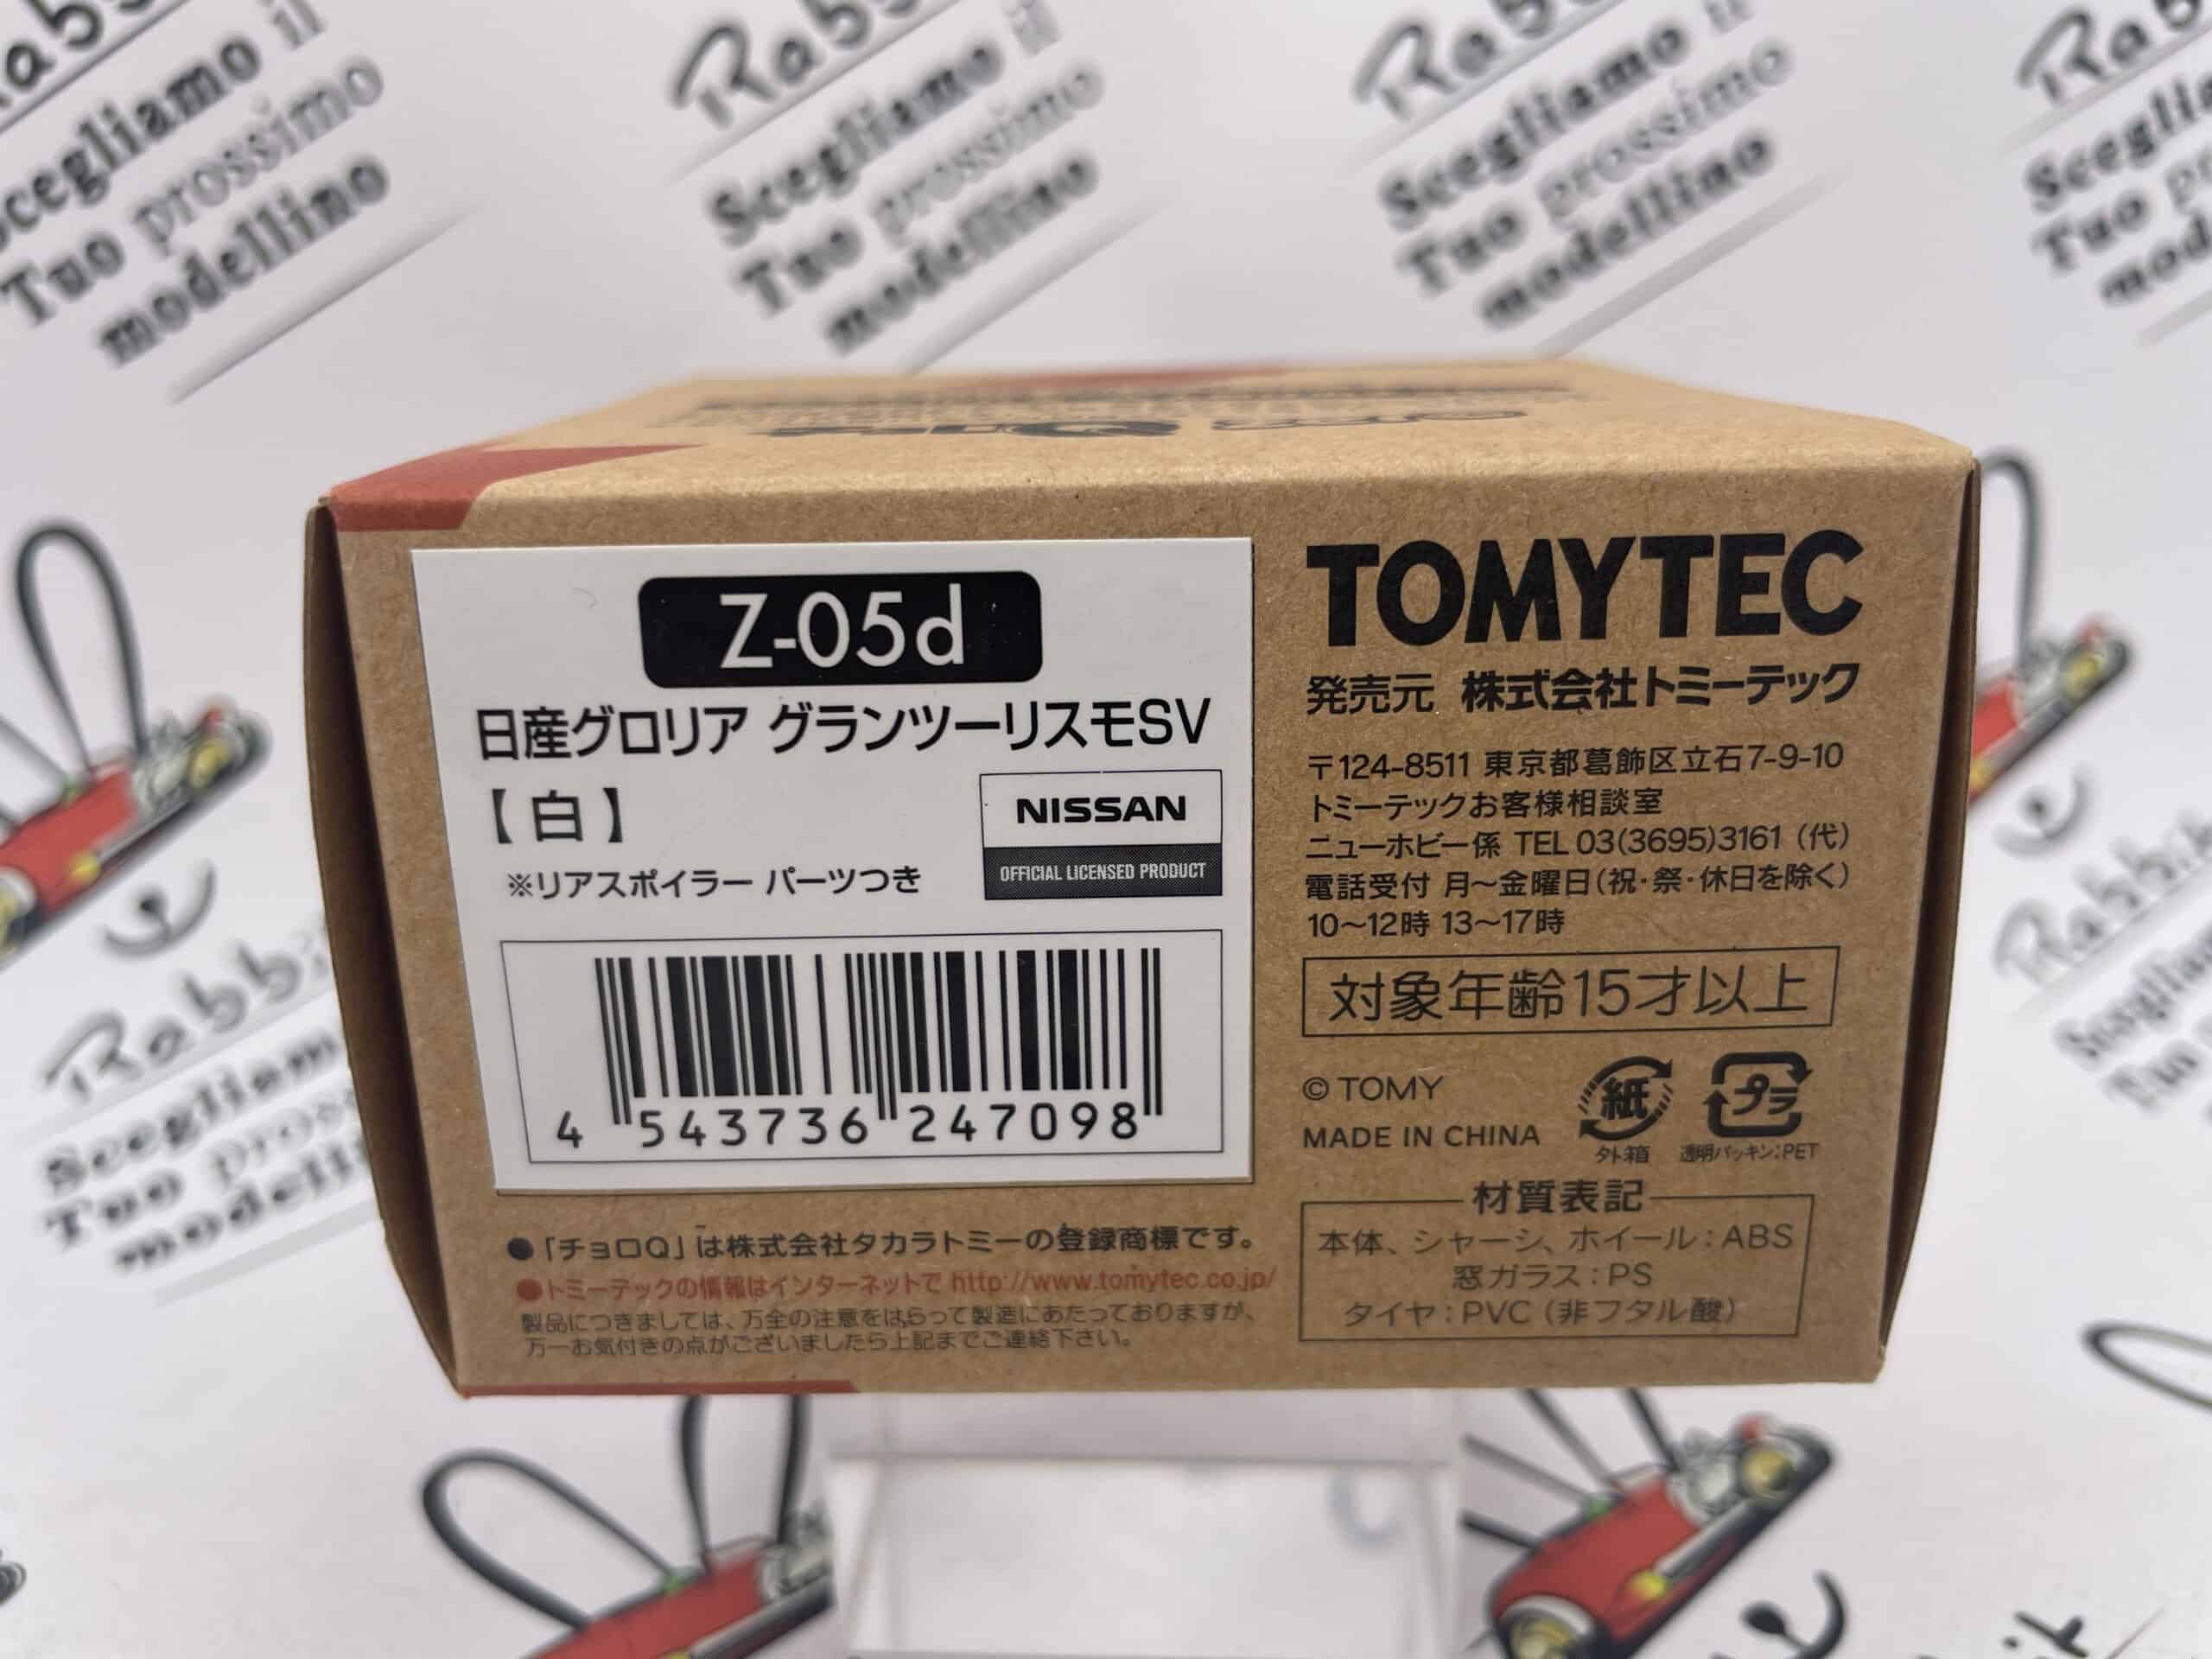 Scegliamo il
Tuo prossimo
modellino
Scegliamo il
Tuo prossimo
modellino
Scegliamo il
Tuo prossimo
modellino
Z-05d
日産グロリア グランツーリスモSV
【白】
※リアスポイラー パーツつき
NISSAN
OFFICIAL LICENSED PRODUCT
4 543736 247098
●「チョロQ」は株式会社タカラトミーの登録商標です。
●トミーテックの情報はインターネットで http://www.tomytec.co.jp/
製品につきましては、万全の注意をはらって製造にあたっておりますが、
万一お気付きの点がございましたら上記までご連絡下さい。
TOMYTEC
発売元 株式会社トミーテック
〒124-8511 東京都葛飾区立石7-9-10
トミーテックお客様相談室
ニューホビー係 TEL 03(3695)3161（代）
電話受付 月〜金曜日（祝・祭・休日を除く）
10〜12時 13〜17時
対象年齢15才以上
© TOMY
MADE IN CHINA
紙
外箱
プラ
透明パッキン：PET
材質表記
本体、シャーシ、ホイール：ABS
窓ガラス：PS
タイヤ：PVC（非フタル酸）